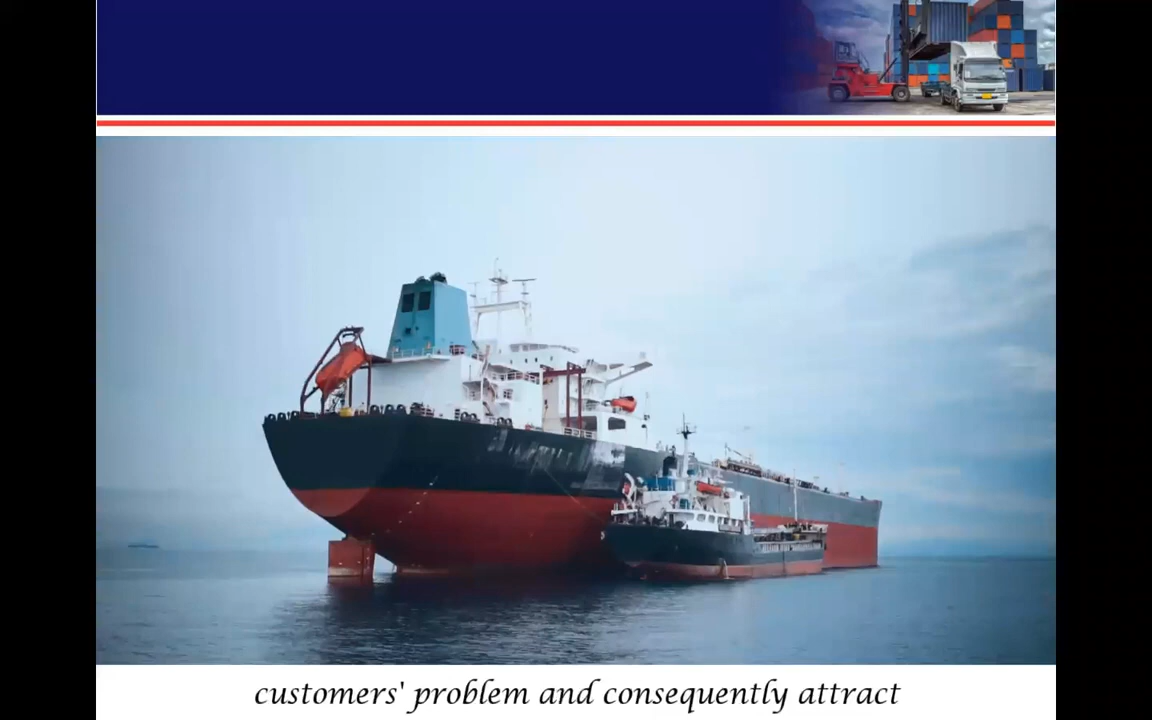 customers' problem and consequently attract